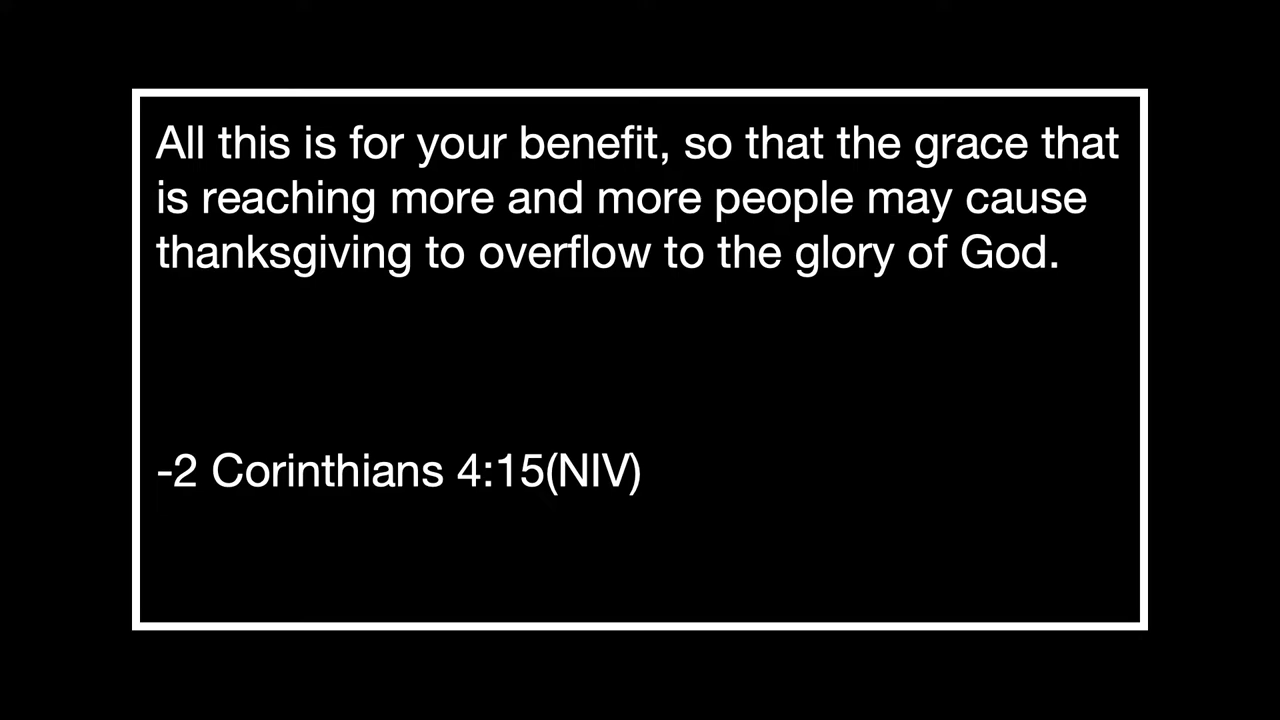 All this is for your benefit, so that the grace that
is reaching more and more people may cause
thanksgiving to overflow to the glory of God.
-2 Corinthians 4:15(NIV)